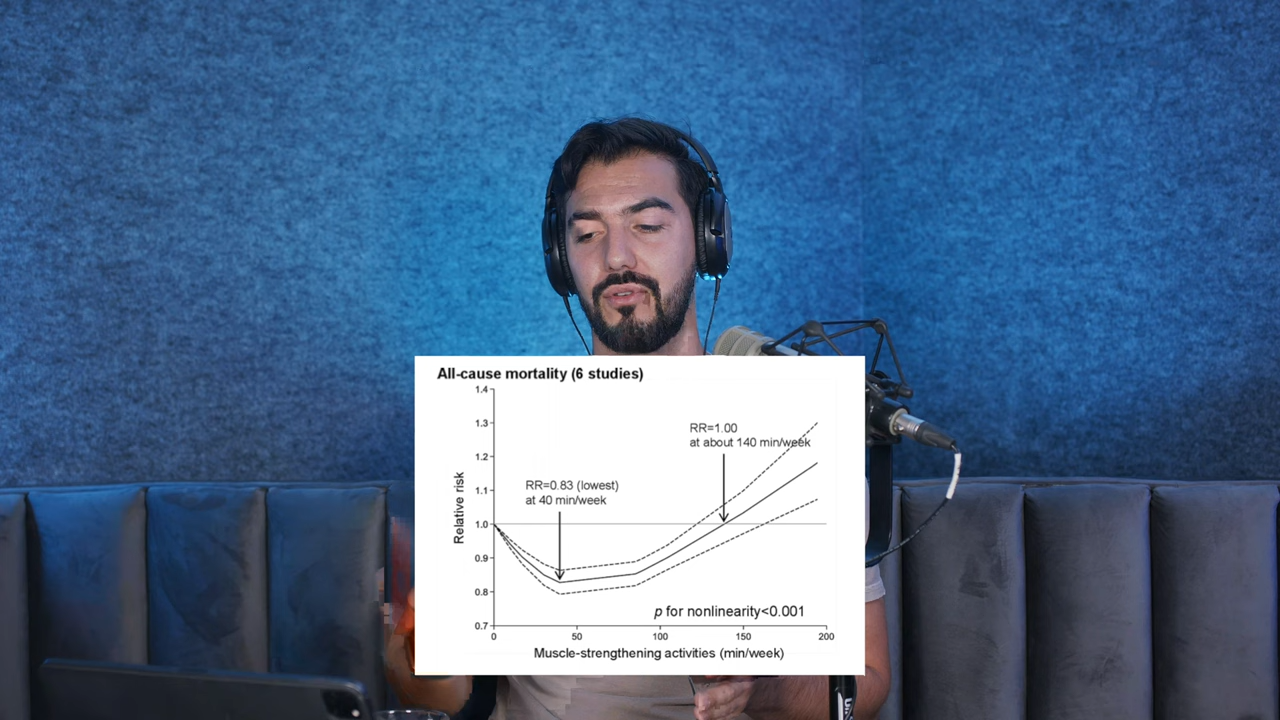 All-cause mortality (6 studies)
1.4
1.3
1.2
1.1
1.0
0.9
0.8
0.7
Relative risk
RR=1.00
at about 140 min/week
RR=0.83 (lowest)
at 40 min/week
p for nonlinearity<0.001
0 50 100 150 200
Muscle-strengthening activities (min/week)